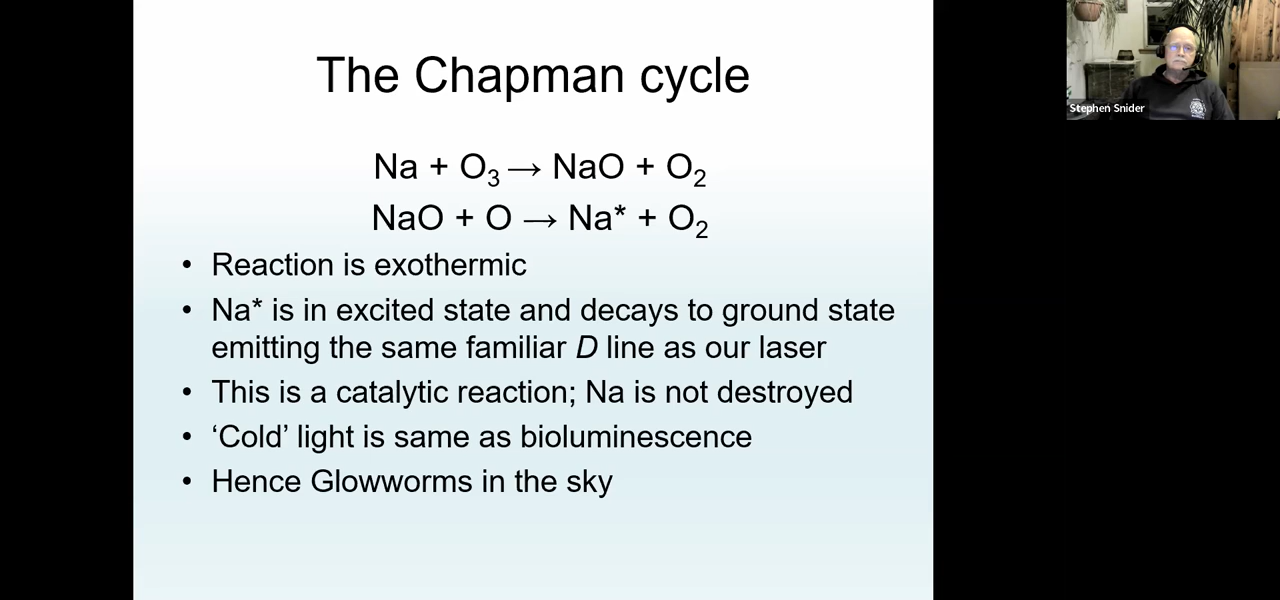 The Chapman cycle
Stephen Snider
Na + O₃ → NaO + O₂
NaO + O → Na* + O₂
• Reaction is exothermic
• Na* is in excited state and decays to ground state
emitting the same familiar D line as our laser
• This is a catalytic reaction; Na is not destroyed
• ‘Cold’ light is same as bioluminescence
• Hence Glowworms in the sky